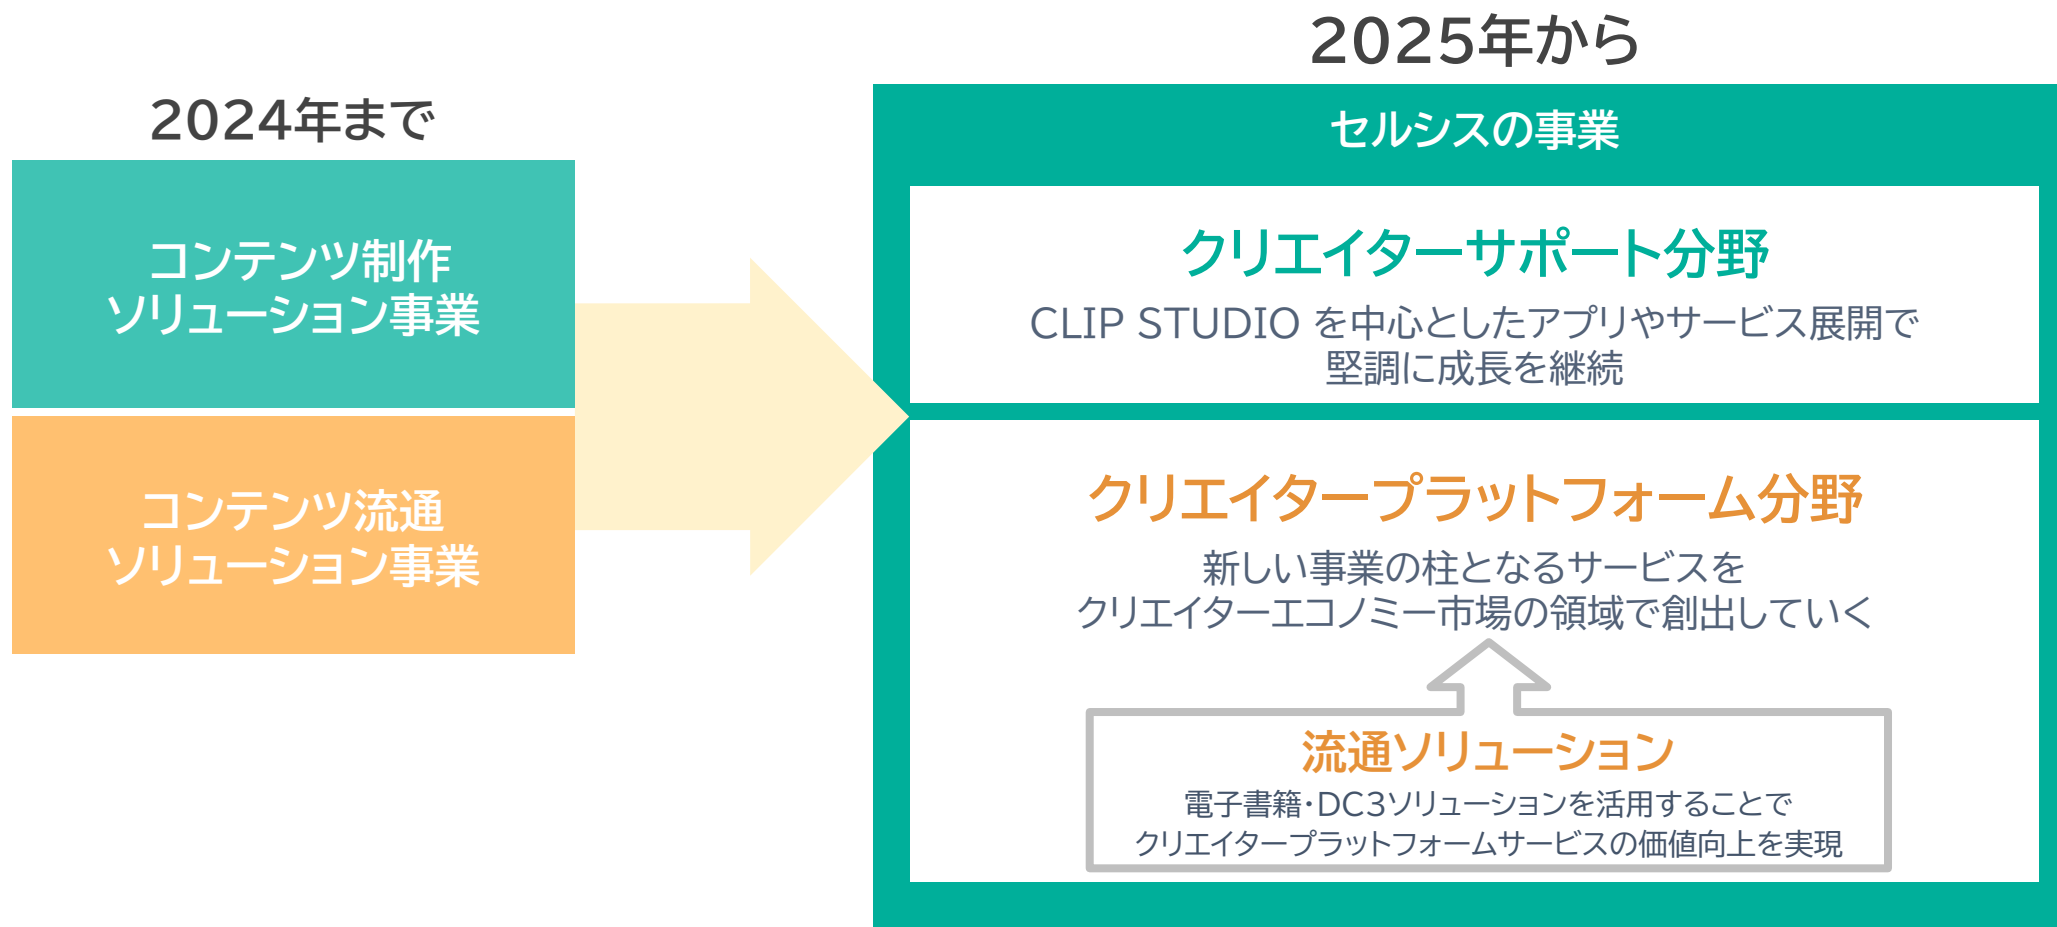 2024年まで
コンテンツ制作
ソリューション事業
コンテンツ流通
ソリューション事業
2025年から
セルシスの事業
クリエイターサポート分野
CLIP STUDIO を中心としたアプリやサービス展開で
堅調に成長を継続
クリエイタープラットフォーム分野
新しい事業の柱となるサービスを
クリエイターエコノミー市場の領域で創出していく
流通ソリューション
電子書籍・DC3ソリューションを活用することで
クリエイタープラットフォームサービスの価値向上を実現